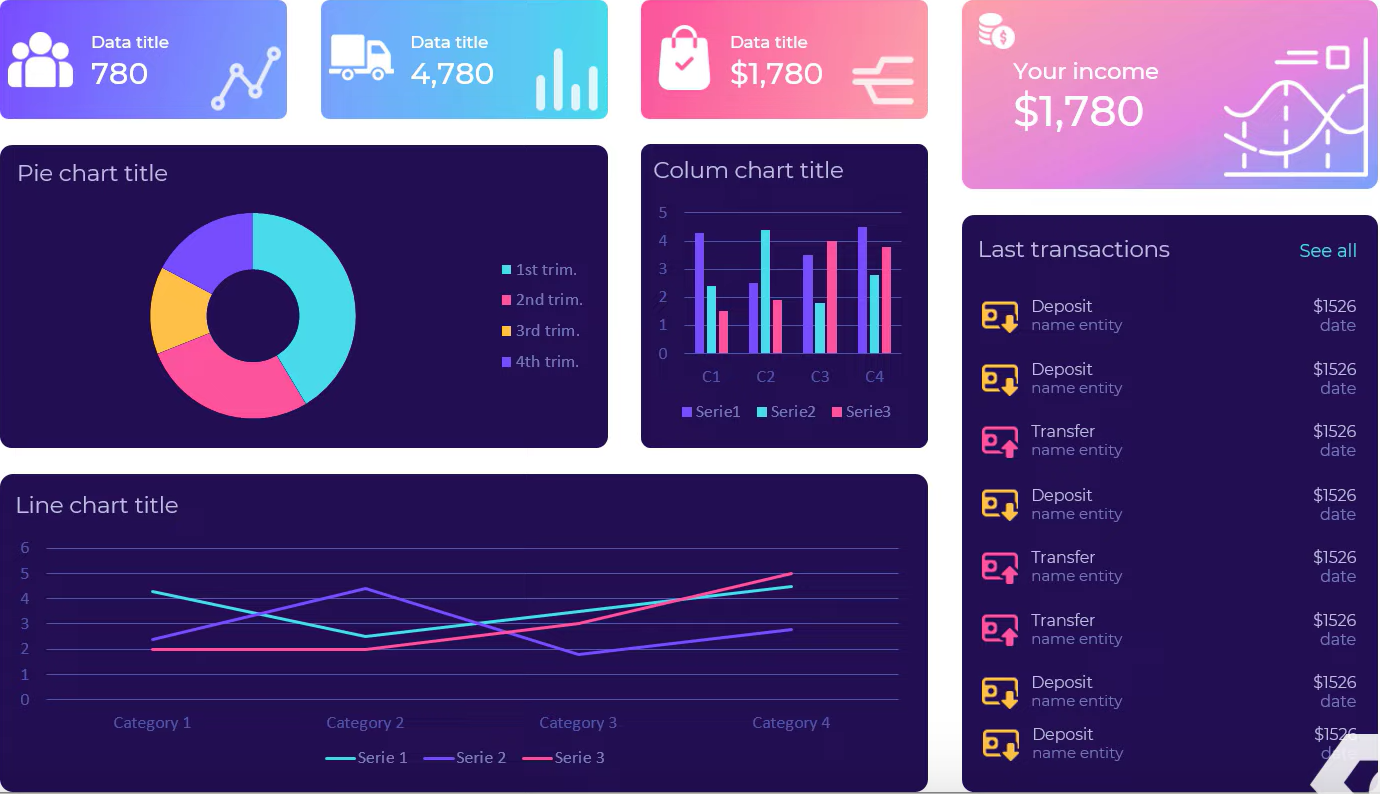 Data title
780
Data title
4,780
Data title
$1,780
Your income
$1,780
Pie chart title
1st trim.
2nd trim.
3rd trim.
4th trim.
Colum chart title
5
4
3
2
1
0
C1 C2 C3 C4
Serie1 Serie2 Serie3
Last transactions See all
Deposit $1526
name entity date
Deposit $1526
name entity date
Transfer $1526
name entity date
Deposit $1526
name entity date
Transfer $1526
name entity date
Transfer $1526
name entity date
Deposit $1526
name entity date
Deposit $1526
name entity date
Line chart title
6
5
4
3
2
1
0
Category 1 Category 2 Category 3 Category 4
Serie 1 Serie 2 Serie 3